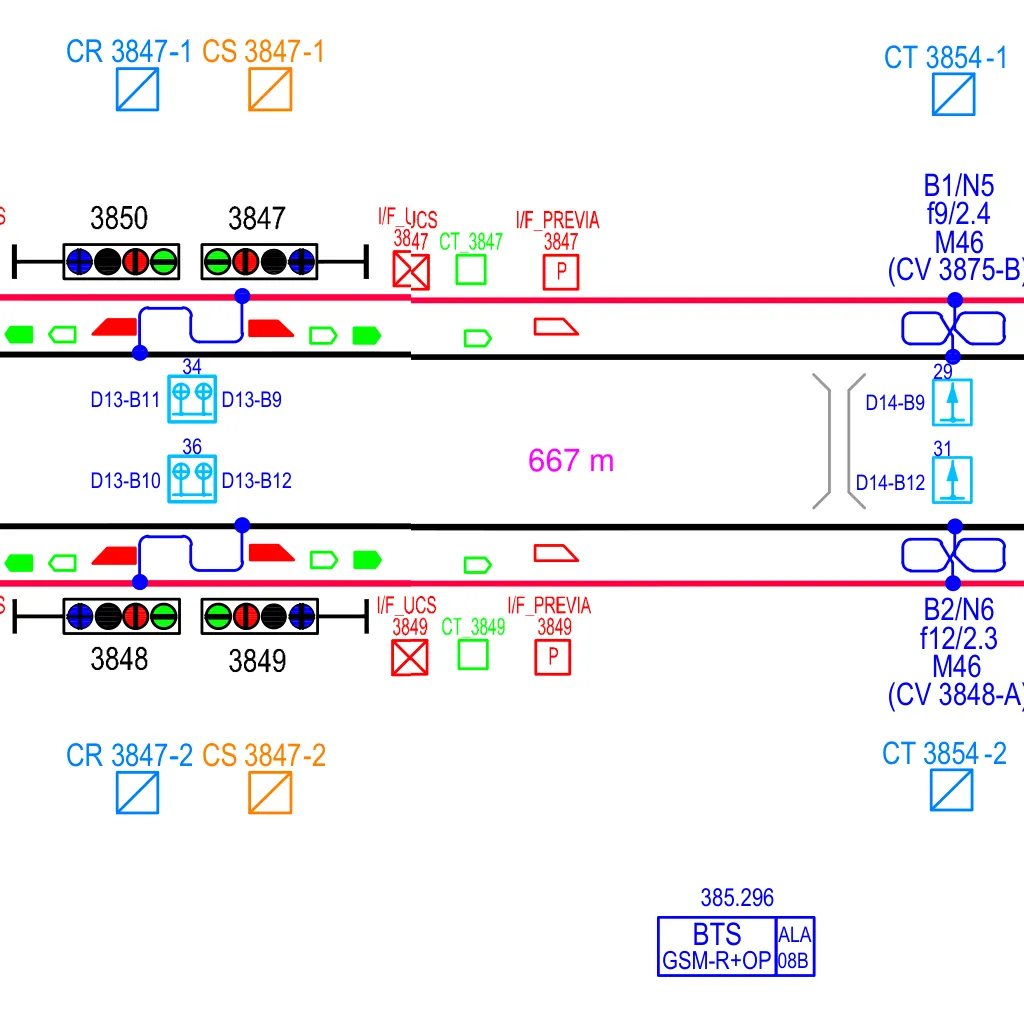 CR 3847-1 CS 3847-1
CT 3854-1
3850
3847
I/F_UCS
3847
CT_3847
I/F_PREVIA
3847
P
B1/N5
f9/2.4
M46
(CV 3875-B)
34
D13-B11
D13-B9
36
D13-B10
D13-B12
667 m
29
D14-B9
31
D14-B12
I/F_UCS
3849
CT_3849
I/F_PREVIA
3849
P
3848
3849
B2/N6
f12/2.3
M46
(CV 3848-A)
CR 3847-2 CS 3847-2
CT 3854-2
385.296
BTS
GSM-R+OP
ALA
08B